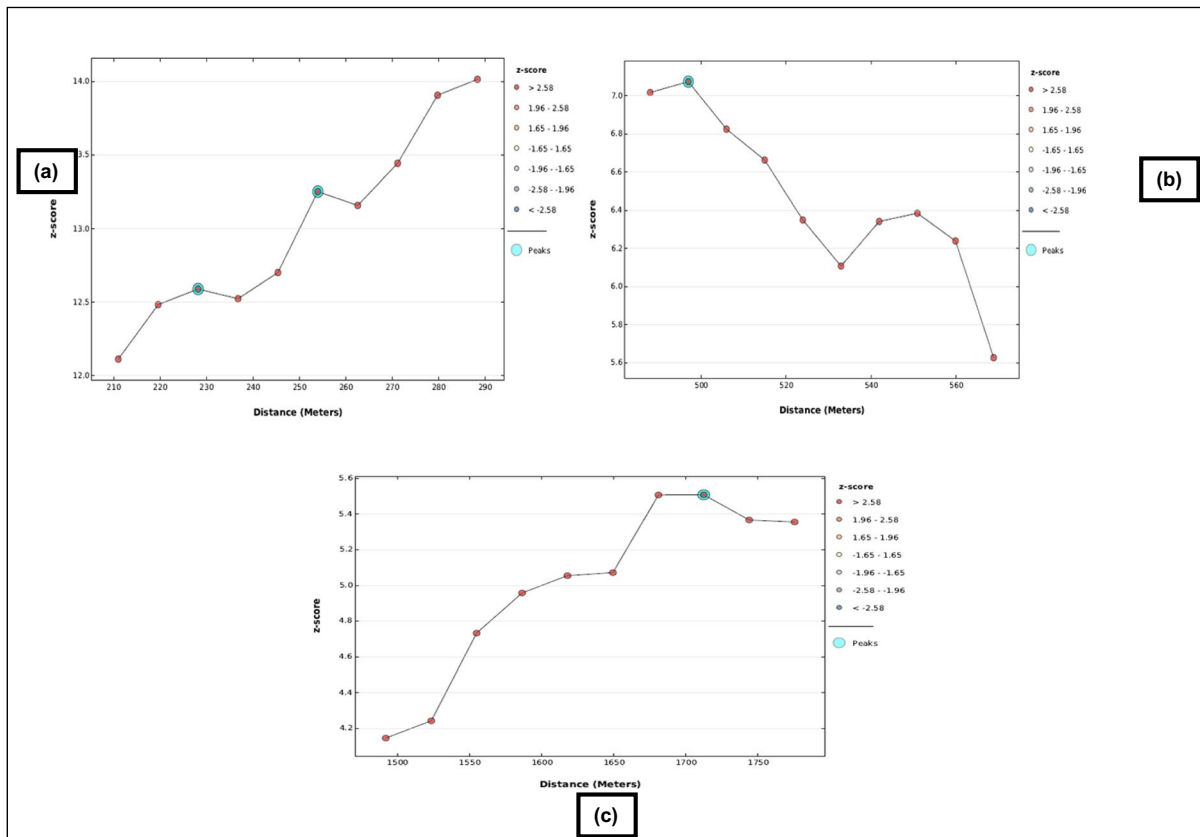 (a)
14.0
3.5
13.0
12.5
12.0
210 220 230 240 250 260 270 280 290
z-score
Distance (Meters)
z-score
> 2.58
1.96 - 2.58
1.65 - 1.96
-1.65 - 1.65
-1.96 - -1.65
-2.58 - -1.96
< -2.58
Peaks
(b)
7.0
6.8
6.6
6.4
6.2
6.0
5.8
5.6
500 520 540 560
z-score
Distance (Meters)
z-score
> 2.58
1.96 - 2.58
1.65 - 1.96
-1.65 - 1.65
-1.96 - -1.65
-2.58 - -1.96
< -2.58
Peaks
5.6
5.4
5.2
5.0
4.8
4.6
4.4
4.2
1500 1550 1600 1650 1700 1750
z-score
Distance (Meters)
z-score
> 2.58
1.96 - 2.58
1.65 - 1.96
-1.65 - 1.65
-1.96 - -1.65
-2.58 - -1.96
< -2.58
Peaks
(c)